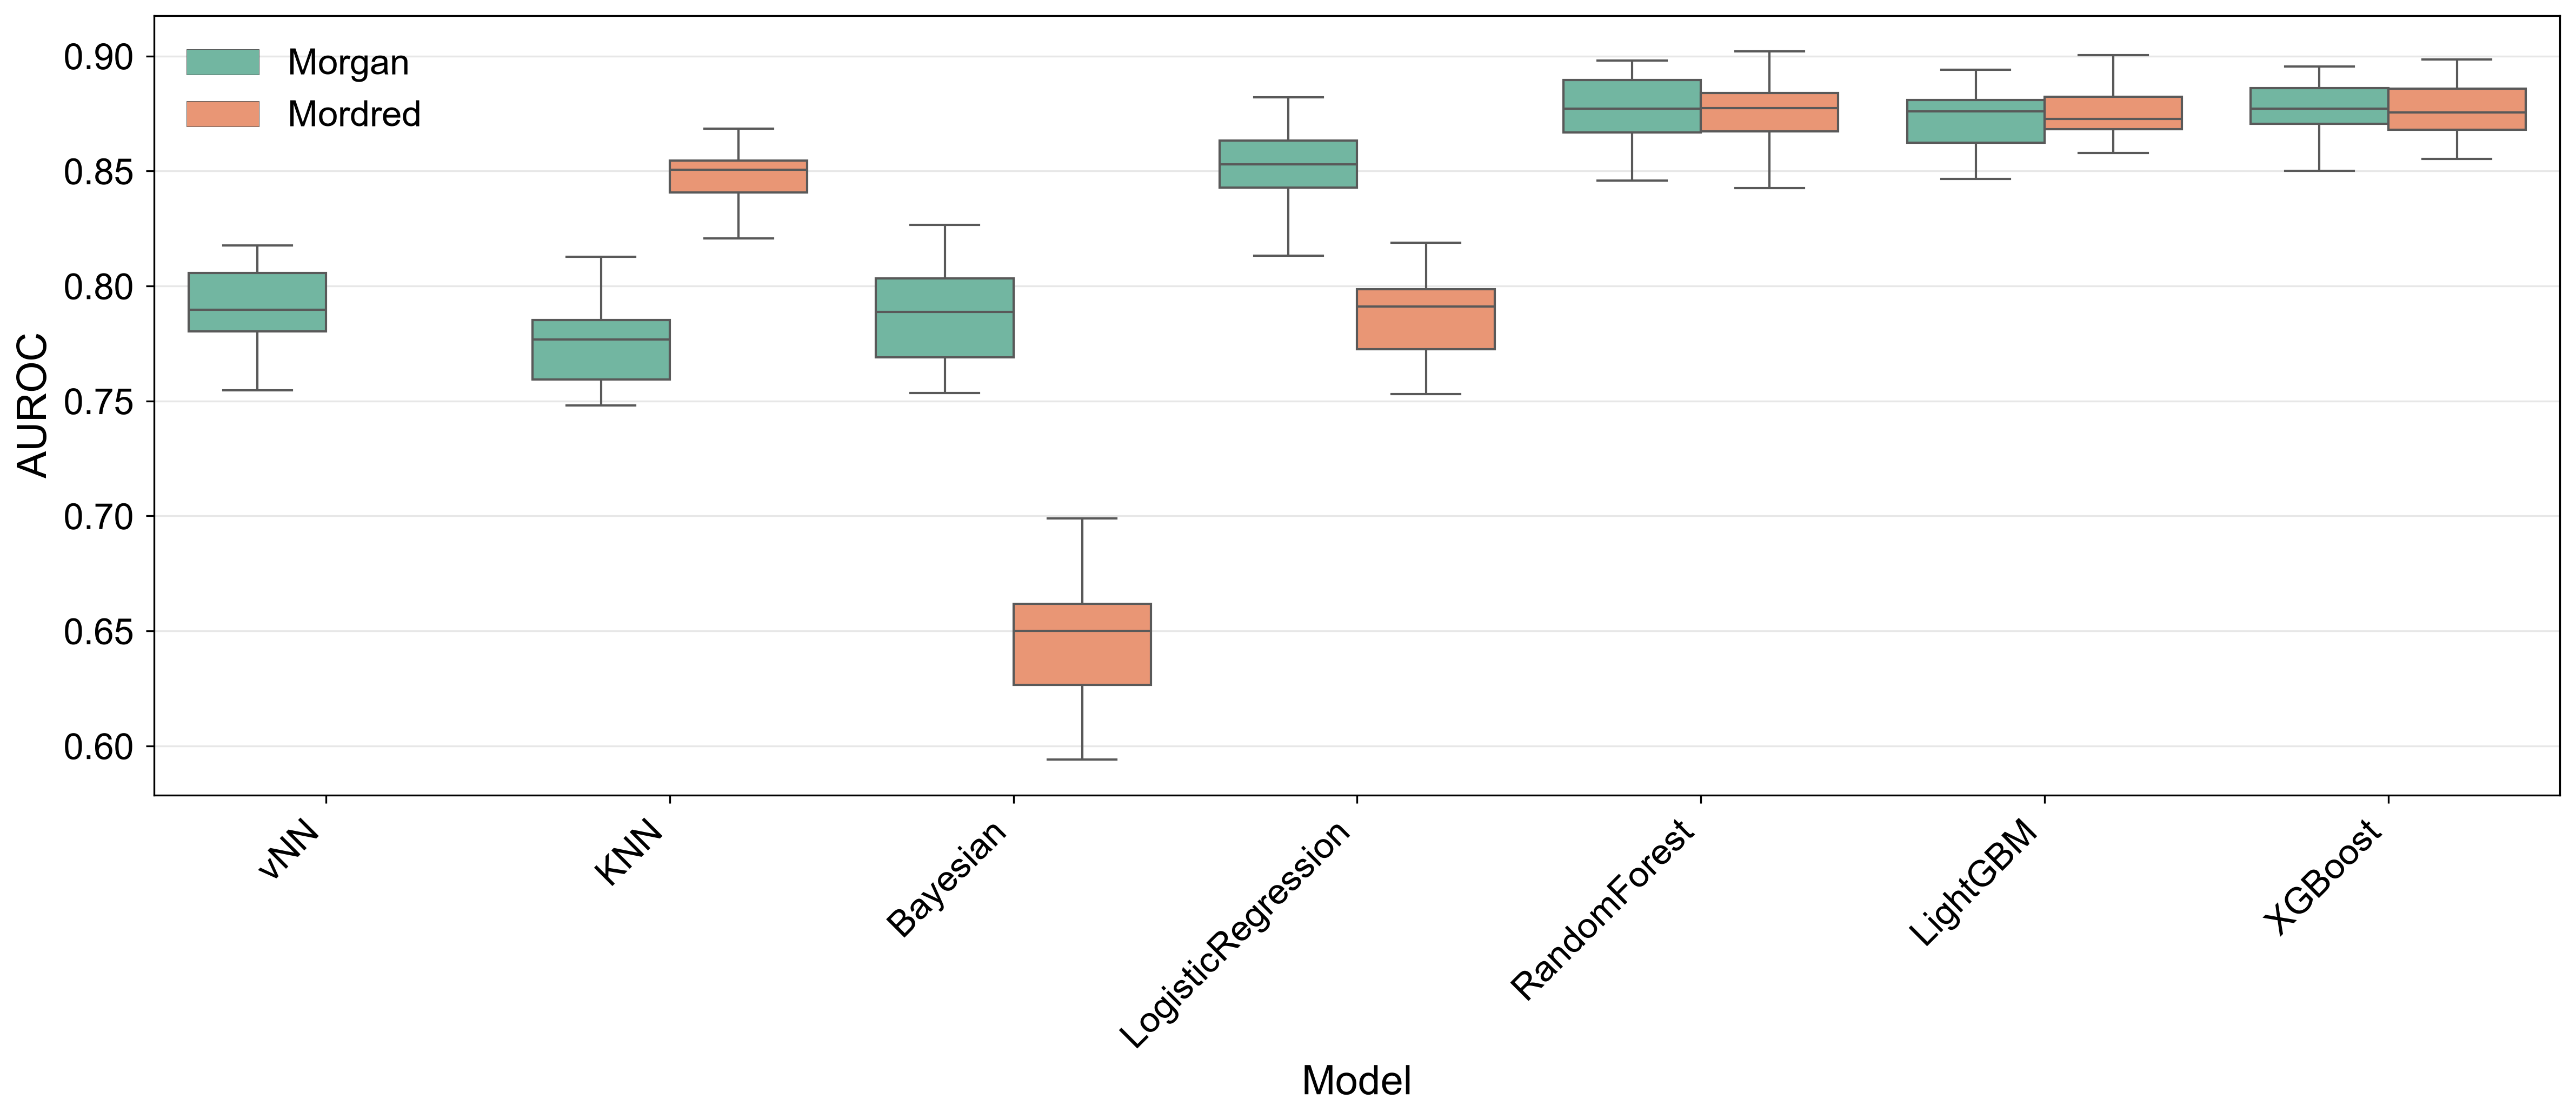 Morgan
Mordred
0.90
0.85
0.80
0.75
0.70
0.65
0.60
AUROC
vNN
KNN
Bayesian
LogisticRegression
RandomForest
LightGBM
XGBoost
Model